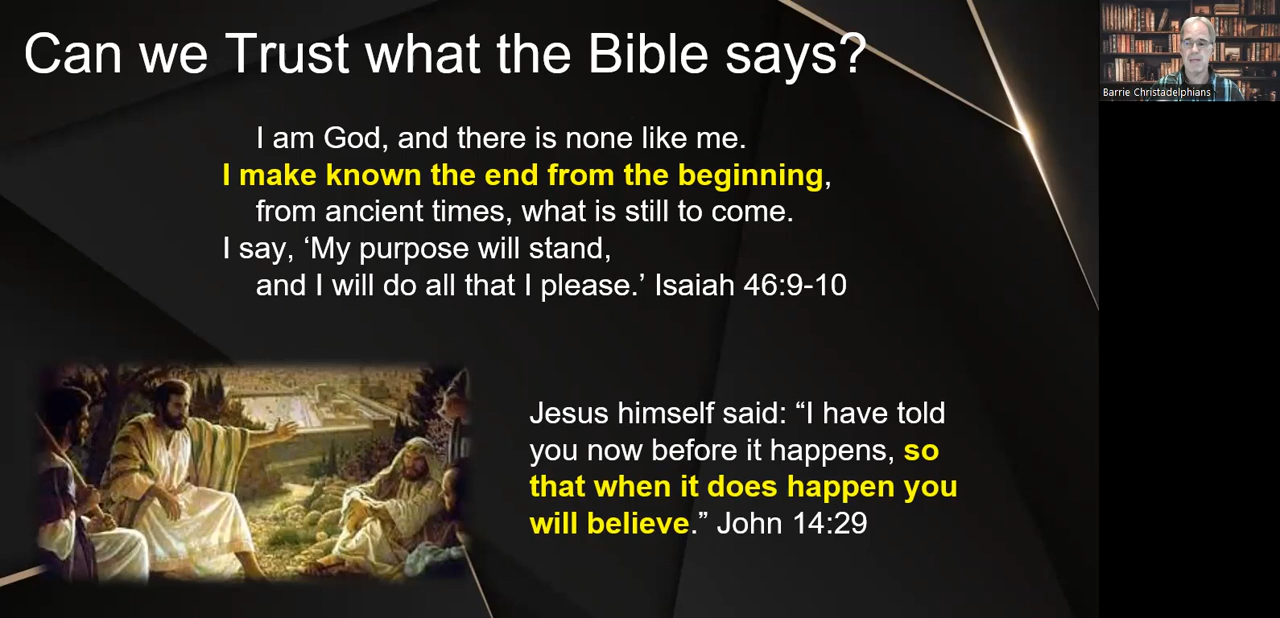 Can we Trust what the Bible says?
Barrie Christadelphians
I am God, and there is none like me.
I make known the end from the beginning,
from ancient times, what is still to come.
I say, ‘My purpose will stand,
and I will do all that I please.’ Isaiah 46:9-10
Jesus himself said: “I have told
you now before it happens, so
that when it does happen you
will believe.” John 14:29